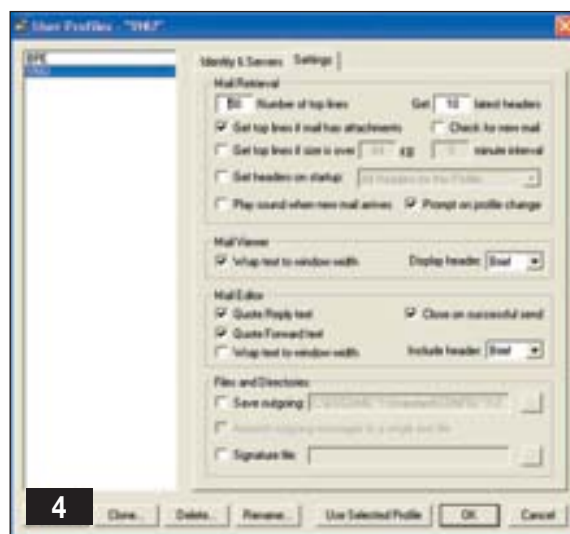 User Profiles -
Identity & Servers Settings
Mail Retrieval
Number of top lines Get 10 latest headers
Get top lines if mail has attachments Check for new mail
Get top lines if size is over KB minute interval
Get headers on startup:
Play sound when new mail arrives Prompt on profile change
Mail Viewer
Wrap text to window width Display header: Brief
Mail Editor
Quote Reply text Close on successful send
Quote Forward text
Wrap text to window width Include header: Brief
Files and Directories
Save outgoing:
Signature file:
4 Clone... Delete... Rename... Use Selected Profile OK Cancel